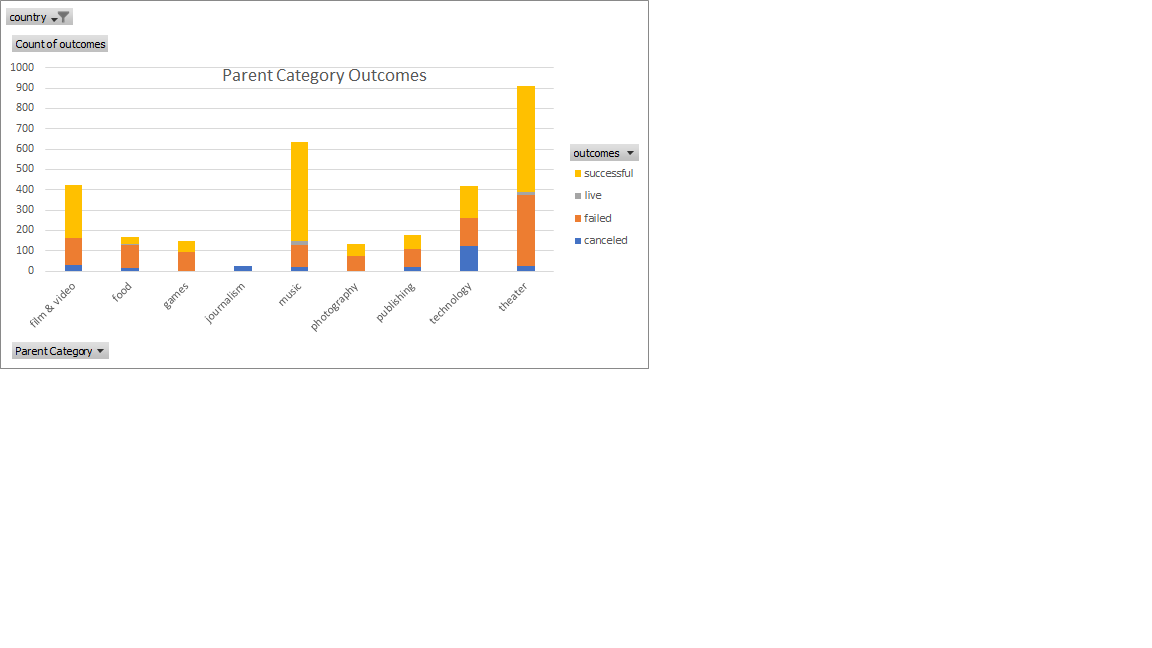 country
Count of outcomes
Parent Category Outcomes
1000
900
800
700
600
500
400
300
200
100
0
film & video
food
games
journalism
music
photography
publishing
technology
theater
outcomes
successful
live
failed
canceled
Parent Category